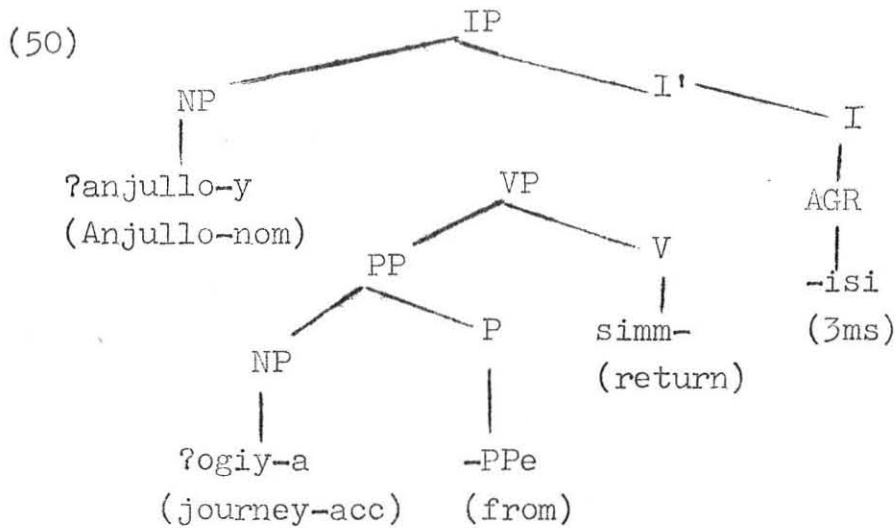 (50) IP
NP I' I
?anjullo-y VP AGR
(Anjullo-nom) PP V -isi
NP P simm- (3ms)
(return)
?ogiy-a -PPe
(journey-acc) (from)